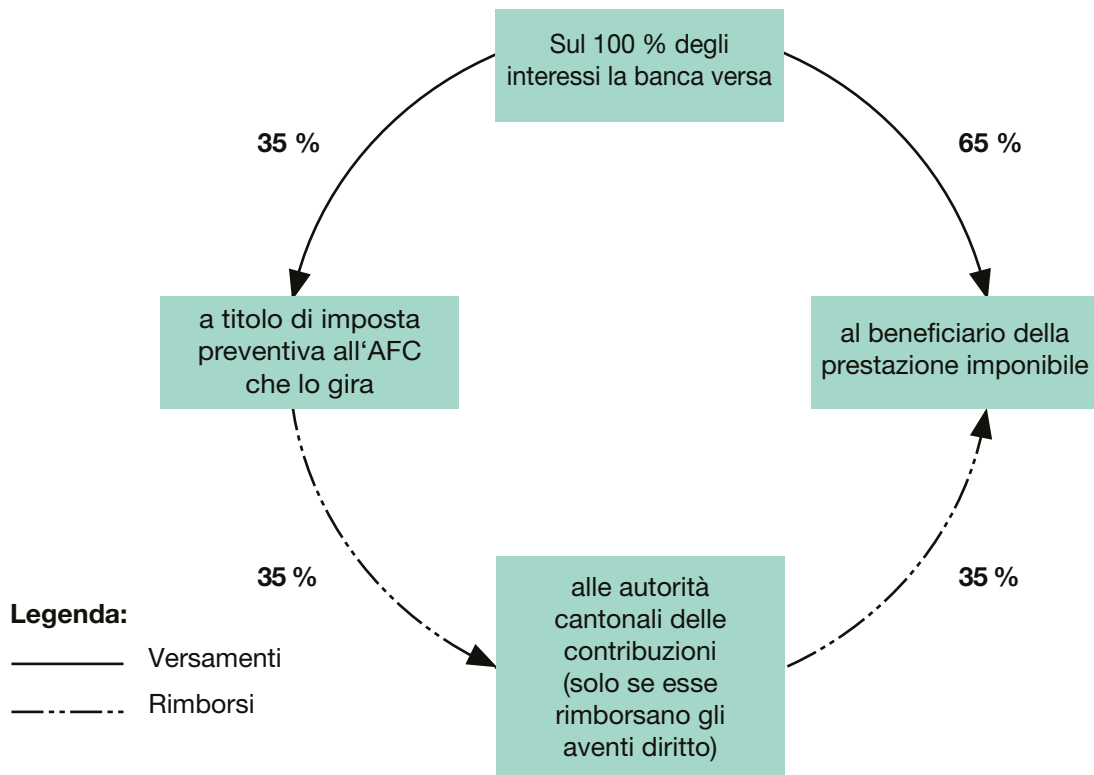 Sul 100 % degli
interessi la banca versa
35 %
65 %
a titolo di imposta
preventiva all‘AFC
che lo gira
al beneficiario della
prestazione imponibile
35 %
35 %
alle autorità
cantonali delle
contribuzioni
(solo se esse
rimborsano gli
aventi diritto)
Legenda:
Versamenti
Rimborsi